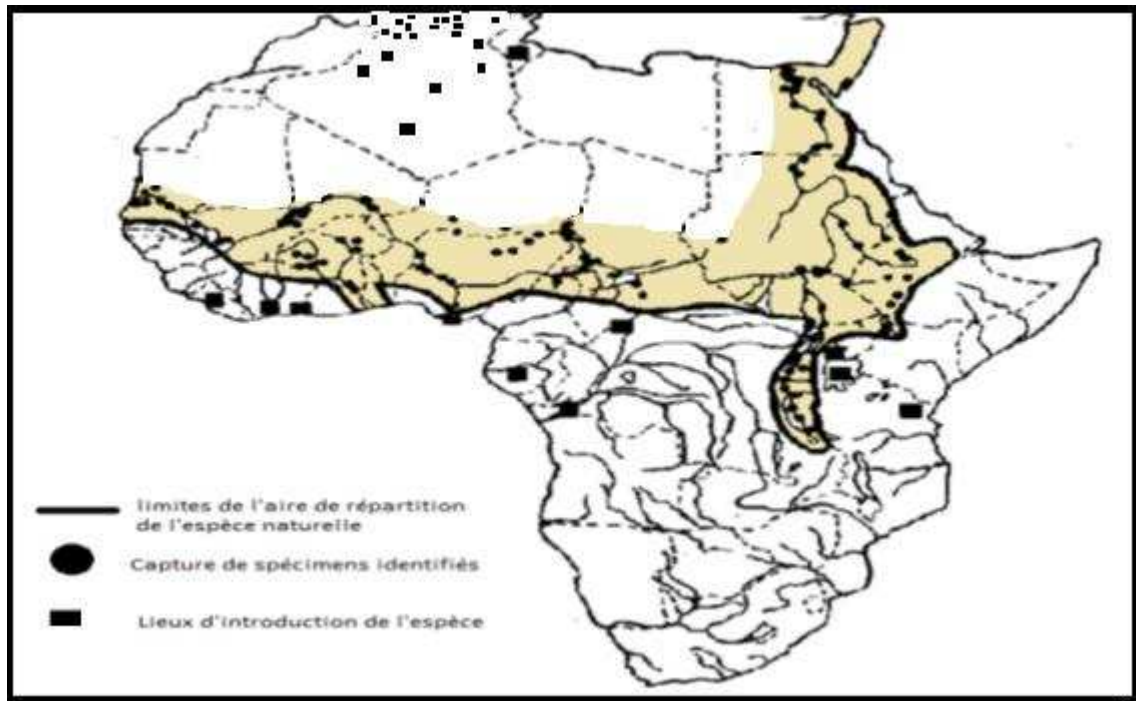 limites de l'aire de répartition
de l'espèce naturelle
Capture de spécimens identifiés
Lieux d'introduction de l'espèce